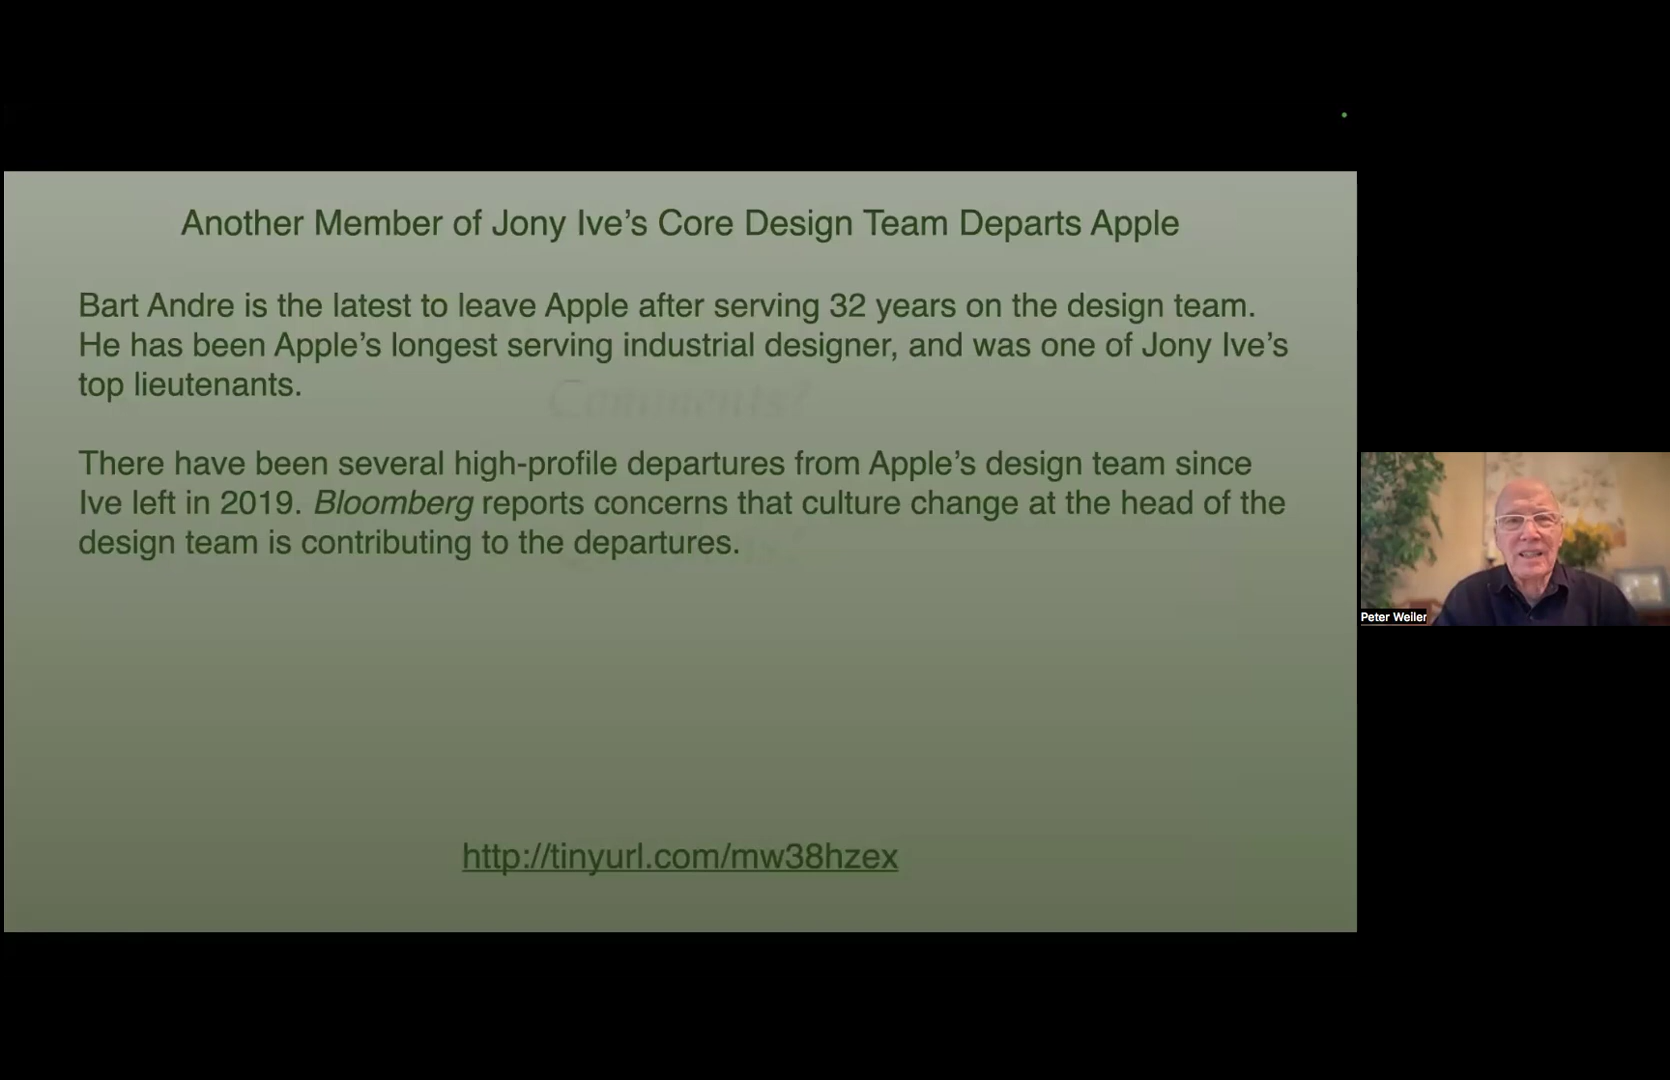 Another Member of Jony Ive’s Core Design Team Departs Apple
Bart Andre is the latest to leave Apple after serving 32 years on the design team.
He has been Apple’s longest serving industrial designer, and was one of Jony Ive’s
top lieutenants.
Comments?
There have been several high-profile departures from Apple’s design team since
Ive left in 2019. Bloomberg reports concerns that culture change at the head of the
design team is contributing to the departures.
http://tinyurl.com/mw38hzex
Peter Weiler